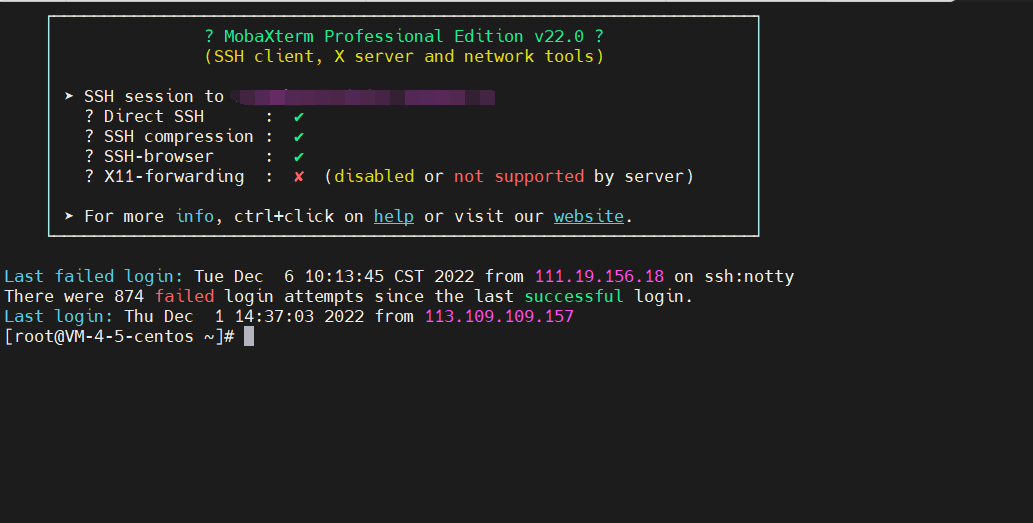 ? MobaXterm Professional Edition v22.0 ?
(SSH client, X server and network tools)
➤ SSH session to
? Direct SSH : ✔
? SSH compression : ✔
? SSH-browser : ✔
? X11-forwarding : ✘ (disabled or not supported by server)
➤ For more info, ctrl+click on help or visit our website.
Last failed login: Tue Dec  6 10:13:45 CST 2022 from 111.19.156.18 on ssh:notty
There were 874 failed login attempts since the last successful login.
Last login: Thu Dec  1 14:37:03 2022 from 113.109.109.157
[root@VM-4-5-centos ~]#